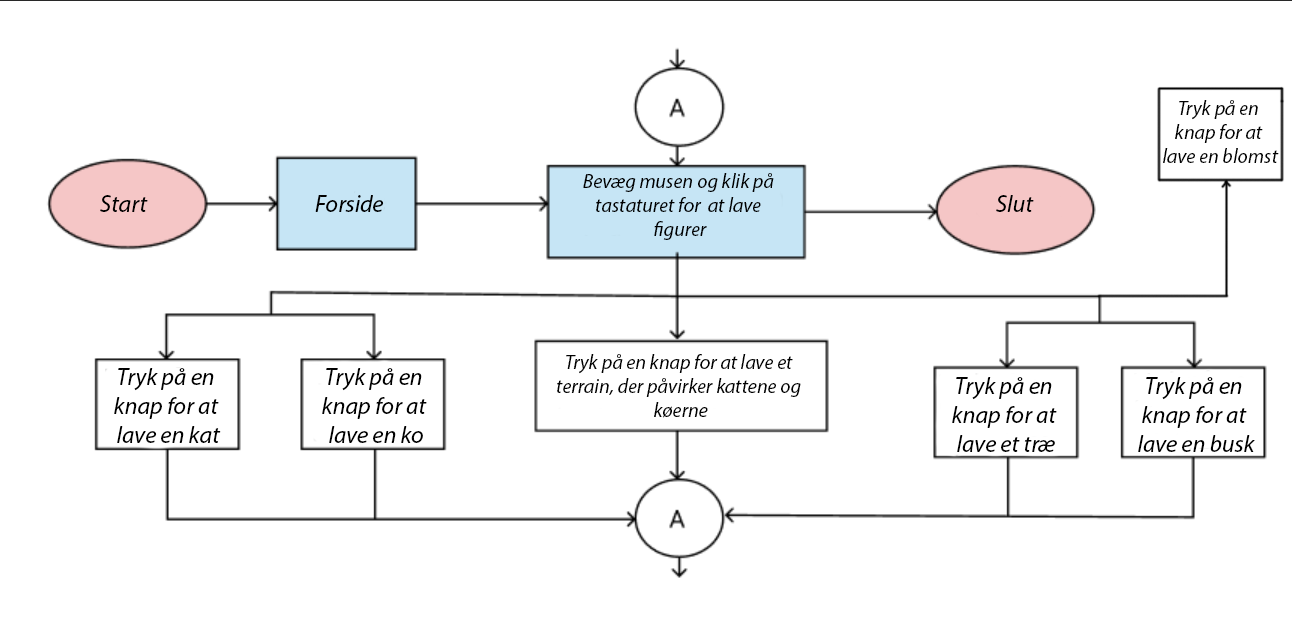 A
Tryk på en
knap for at
lave en blomst
Start
Forside
Bevæg musen og klik på
tastaturet for at lave
figurer
Slut
Tryk på en
knap for at
lave en kat
Tryk på en
knap for at
lave en ko
Tryk på en knap for at lave et
terrain, der påvirker kattene og
køerne
Tryk på en
knap for at
lave et træ
Tryk på en
knap for at
lave en busk
A